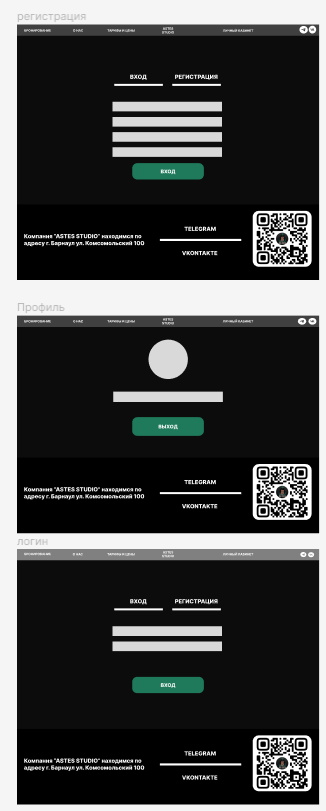 регистрация
БРОНИРОВАНИЕ О НАС ТАРИФЫ И ЦЕНЫ ASTES STUDIO ЛИЧНЫЙ КАБИНЕТ
ВХОД РЕГИСТРАЦИЯ
ВХОД
Компания "ASTES STUDIO" находимся по
адресу г. Барнаул ул. Комсомольский 100
TELEGRAM
VKONTAKTE
Профиль
БРОНИРОВАНИЕ О НАС ТАРИФЫ И ЦЕНЫ ASTES STUDIO ЛИЧНЫЙ КАБИНЕТ
ВЫХОД
Компания "ASTES STUDIO" находимся по
адресу г. Барнаул ул. Комсомольский 100
TELEGRAM
VKONTAKTE
логин
БРОНИРОВАНИЕ О НАС ТАРИФЫ И ЦЕНЫ ASTES STUDIO ЛИЧНЫЙ КАБИНЕТ
ВХОД РЕГИСТРАЦИЯ
ВХОД
Компания "ASTES STUDIO" находимся по
адресу г. Барнаул ул. Комсомольский 100
TELEGRAM
VKONTAKTE